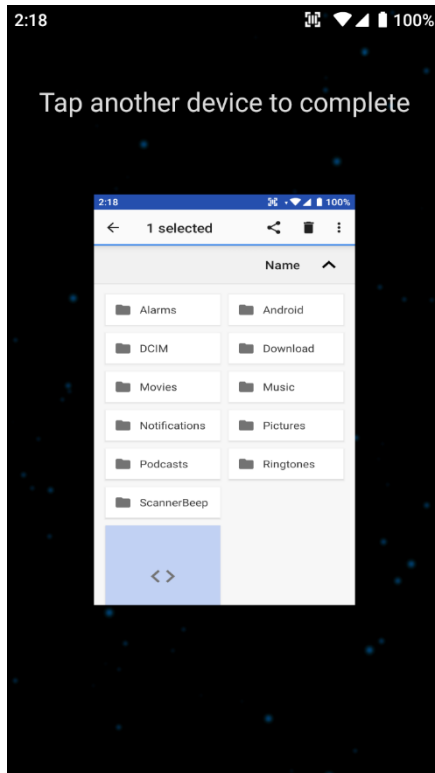 2:18 100%
Tap another device to complete
2:18 100%
1 selected
Name
Alarms Android
DCIM Download
Movies Music
Notifications Pictures
Podcasts Ringtones
ScannerBeep